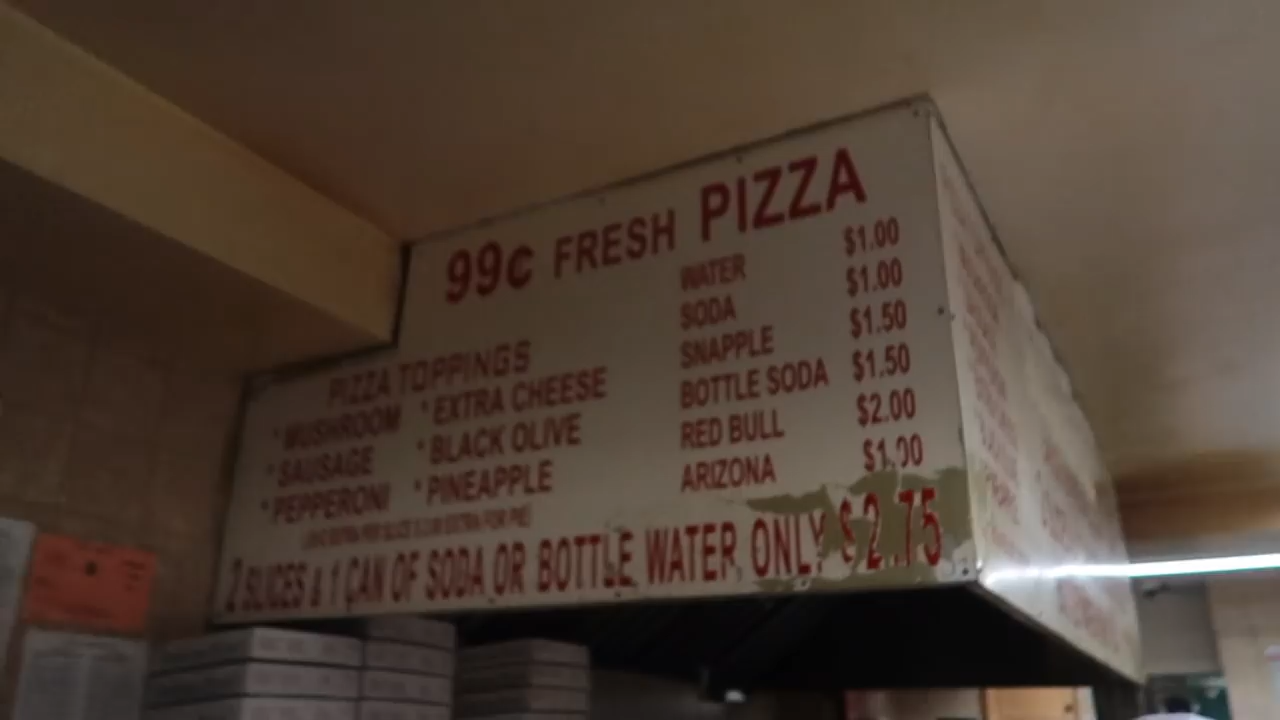 99c FRESH PIZZA
PIZZA TOPPINGS
* MUSHROOM * EXTRA CHEESE
* SAUSAGE * BLACK OLIVE
* PEPPERONI * PINEAPPLE
WATER $1.00
SODA $1.00
SNAPPLE $1.50
BOTTLE SODA $1.50
RED BULL $2.00
ARIZONA $1.00
2 SLICES & 1 CAN OF SODA OR BOTTLE WATER ONLY $2.75